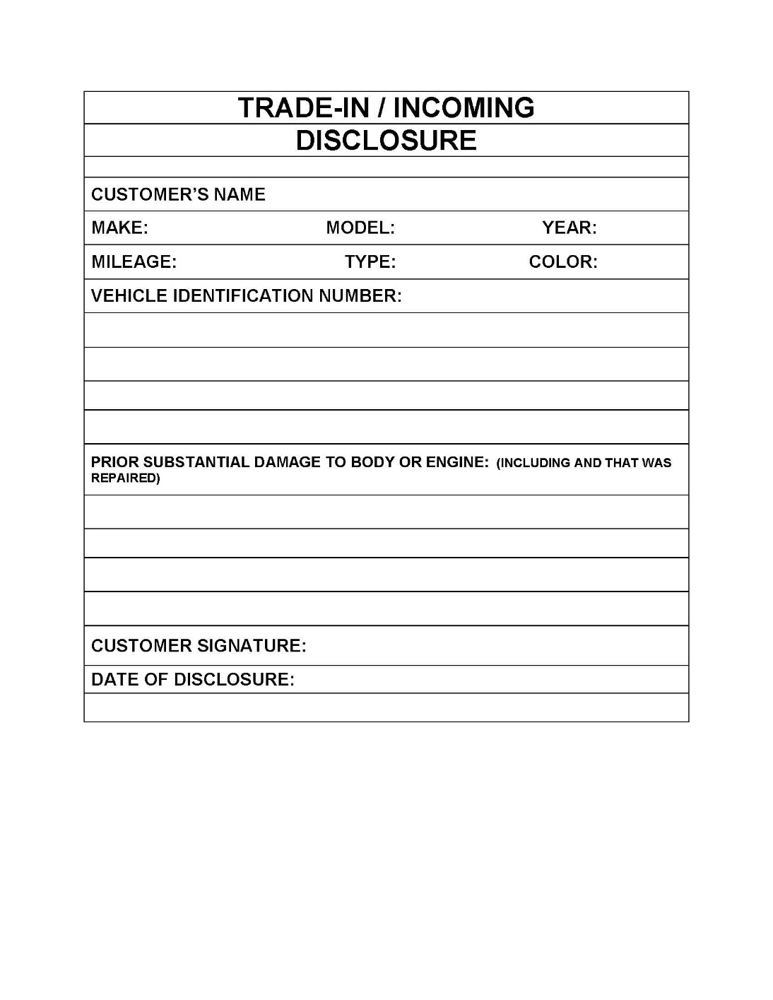 TRADE-IN / INCOMING
DISCLOSURE
CUSTOMER’S NAME
MAKE: MODEL: YEAR:
MILEAGE: TYPE: COLOR:
VEHICLE IDENTIFICATION NUMBER:
PRIOR SUBSTANTIAL DAMAGE TO BODY OR ENGINE: (INCLUDING AND THAT WAS
REPAIRED)
CUSTOMER SIGNATURE:
DATE OF DISCLOSURE: